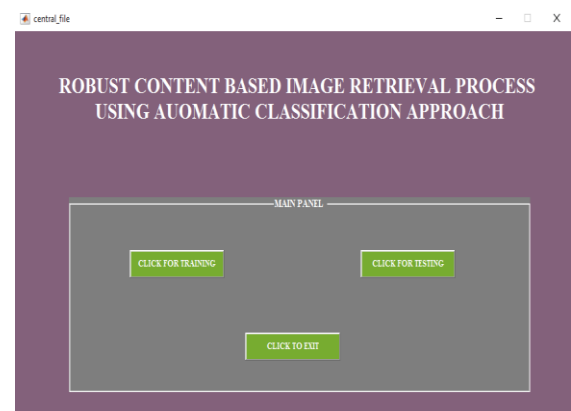 central_file
ROBUST CONTENT BASED IMAGE RETRIEVAL PROCESS
USING AUOMATIC CLASSIFICATION APPROACH
MAIN PANEL
CLICK FOR TRAINING
CLICK FOR TESTING
CLICK TO EXIT